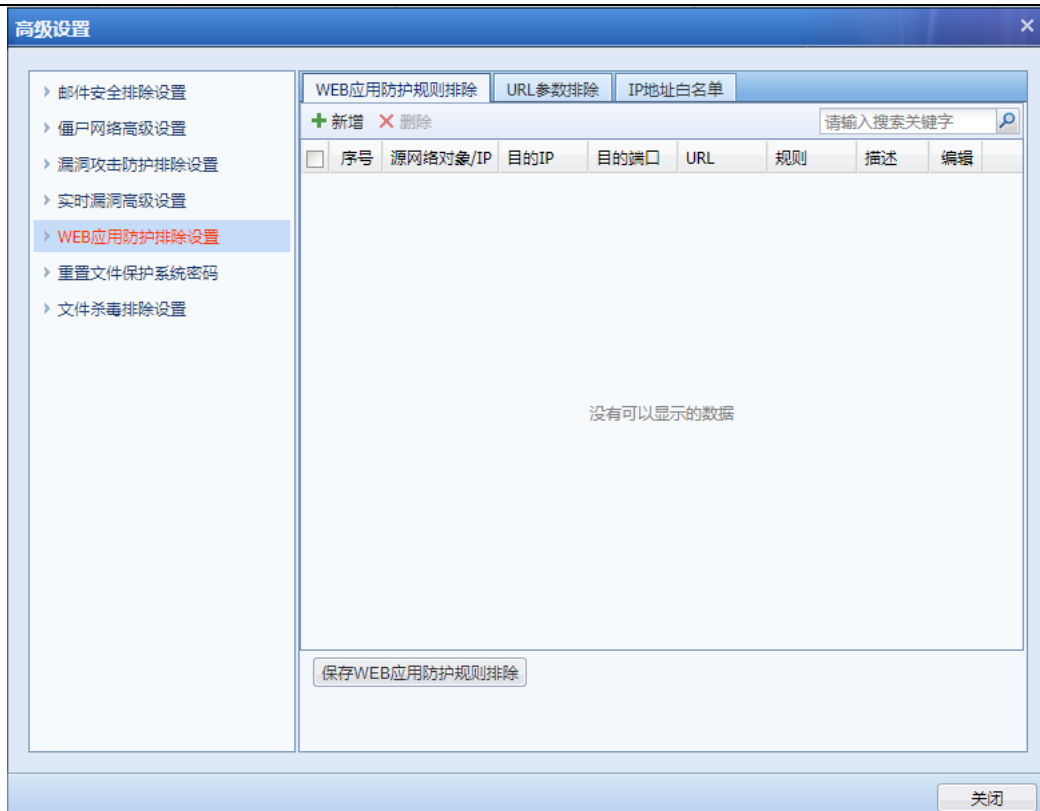 高级设置
邮件安全排除设置
僵尸网络高级设置
漏洞攻击防护排除设置
实时漏洞高级设置
WEB应用防护排除设置
重置文件保护系统密码
文件杀毒排除设置
WEB应用防护规则排除 URL参数排除 IP地址白名单
新增 删除 请输入搜索关键字
序号 源网络对象/IP 目的IP 目的端口 URL 规则 描述 编辑
没有可以显示的数据
保存WEB应用防护规则排除
关闭